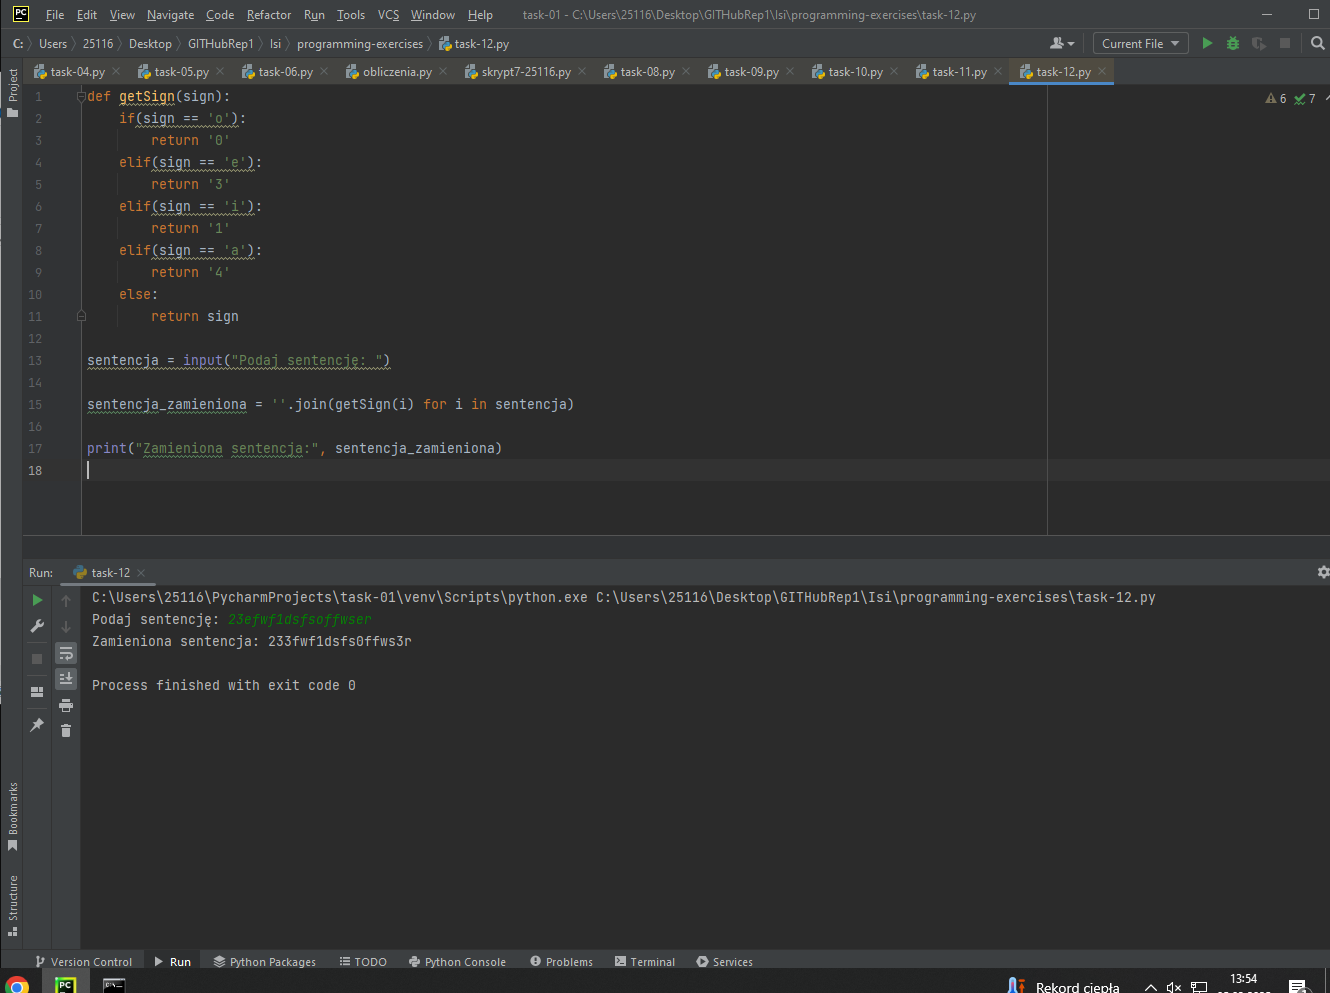 PC File Edit View Navigate Code Refactor Run Tools VCS Window Help task-01 - C:\Users\25116\Desktop\GITHubRep1\Isi\programming-exercises\task-12.py
C: Users 25116 Desktop GITHubRep1 Isi programming-exercises task-12.py Current File
task-04.py task-05.py task-06.py obliczenia.py skrypt7-25116.py task-08.py task-09.py task-10.py task-11.py task-12.py
Project
6 7
1 def getSign(sign):
2 if(sign == 'o'):
3 return '0'
4 elif(sign == 'e'):
5 return '3'
6 elif(sign == 'i'):
7 return '1'
8 elif(sign == 'a'):
9 return '4'
10 else:
11 return sign
12
13 sentencja = input("Podaj sentencję: ")
14
15 sentencja_zamieniona = ''.join(getSign(i) for i in sentencja)
16
17 print("Zamieniona sentencja:", sentencja_zamieniona)
18
Run: task-12
C:\Users\25116\PycharmProjects\task-01\venv\Scripts\python.exe C:\Users\25116\Desktop\GITHubRep1\Isi\programming-exercises\task-12.py
Podaj sentencję: 23efwf1dsfsoffwser
Zamieniona sentencja: 233fwf1dsfs0ffws3r
Process finished with exit code 0
Bookmarks
Structure
Version Control Run Python Packages TODO Python Console Problems Terminal Services
PC Rekord ciepła 13:54